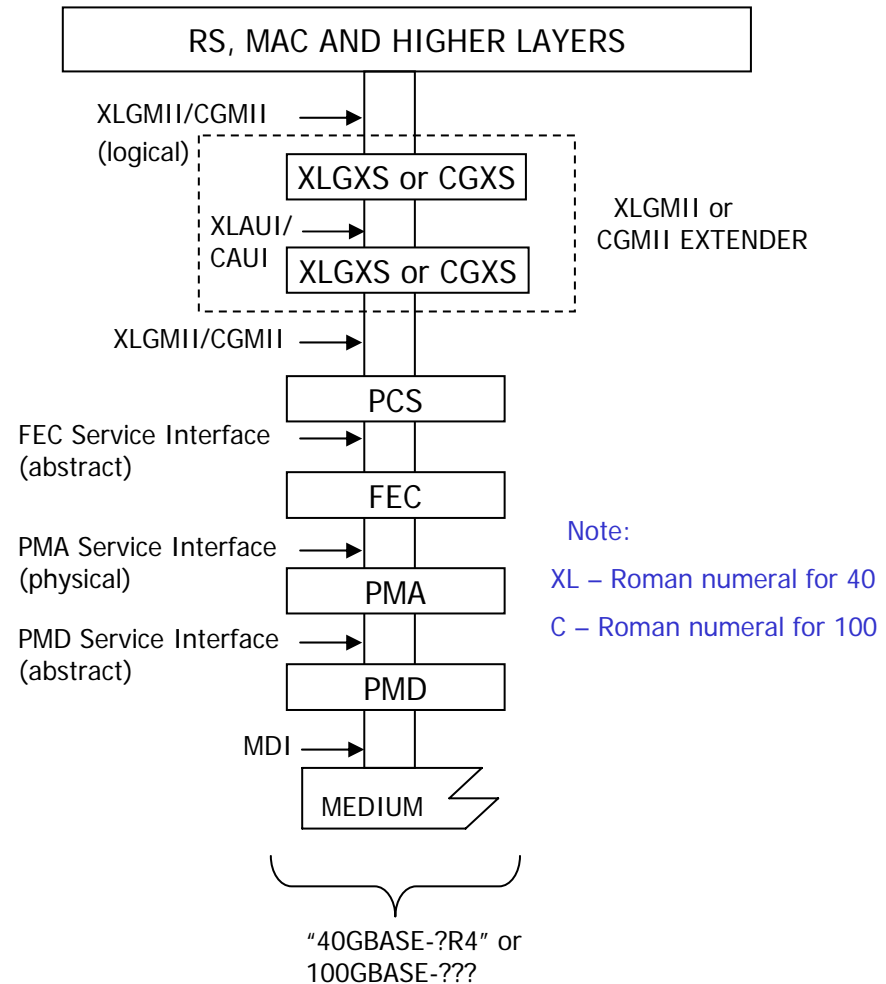 RS, MAC AND HIGHER LAYERS
XLGMII/CGMII
(logical)
XLGXS or CGXS
XLAUI/
CAUI
XLGXS or CGXS
XLGMII or
CGMII EXTENDER
XLGMII/CGMII
PCS
FEC Service Interface
(abstract)
FEC
PMA Service Interface
(physical)
PMA
PMD Service Interface
(abstract)
PMD
MDI
MEDIUM
Note:
XL – Roman numeral for 40
C – Roman numeral for 100
"40GBASE-?R4" or
100GBASE-???